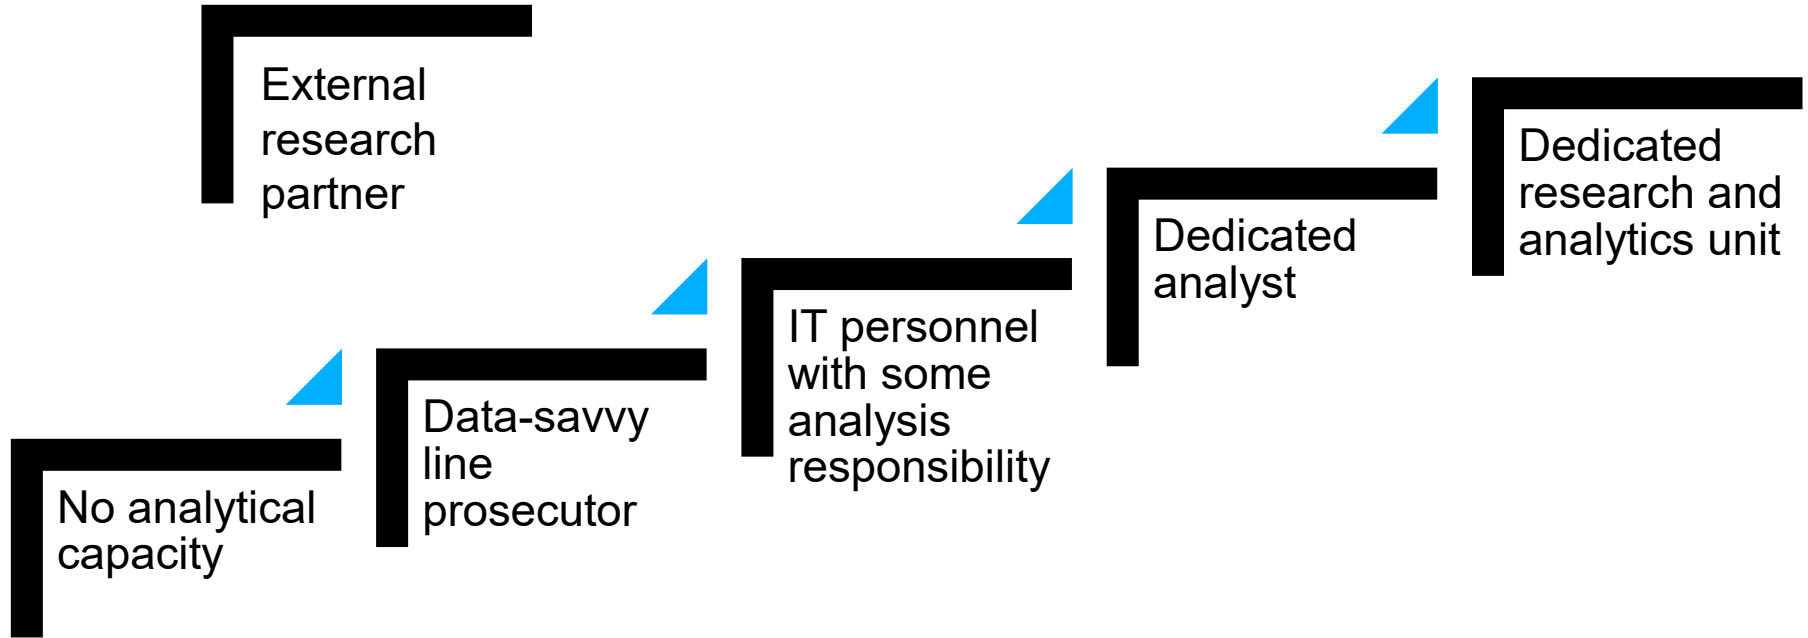 External
research
partner
No analytical
capacity
Data-savvy
line
prosecutor
IT personnel
with some
analysis
responsibility
Dedicated
analyst
Dedicated
research and
analytics unit